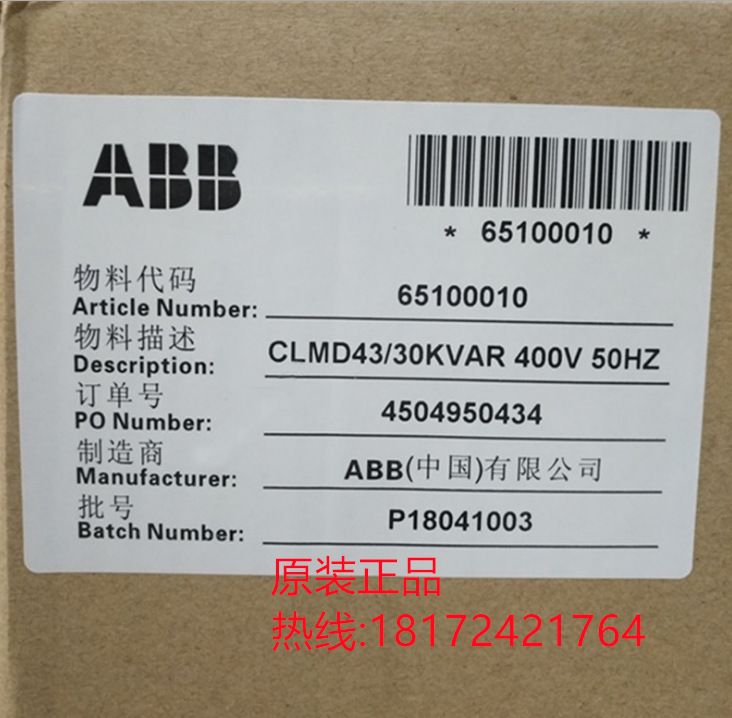 ABB
* 65100010 *
物料代码
Article Number: 65100010
物料描述
Description: CLMD43/30KVAR 400V 50HZ
订单号
PO Number: 4504950434
制造商
Manufacturer: ABB(中国)有限公司
批号
Batch Number: P18041003
原装正品
热线:18172421764